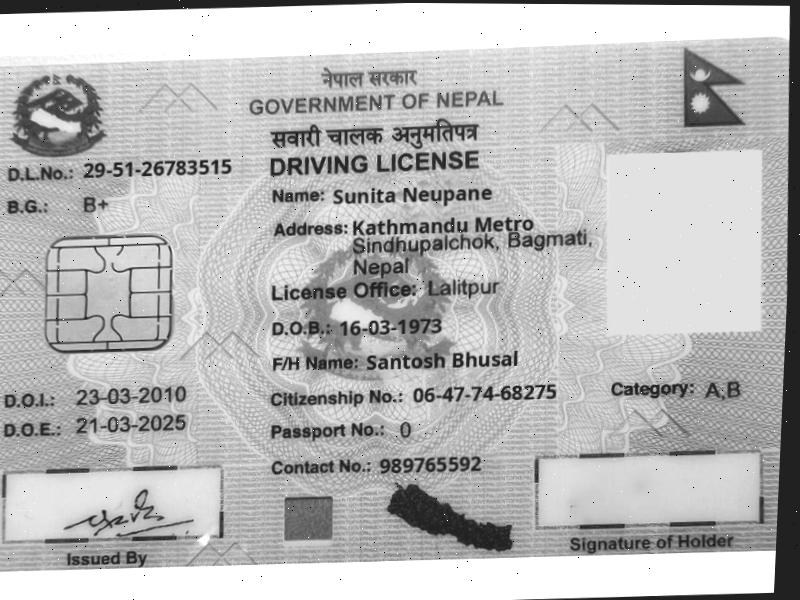 नेपाल सरकार
GOVERNMENT OF NEPAL
सवारी चालक अनुमतिपत्र
DRIVING LICENSE
D.L.No.: 29-51-26783515
B.G.: B+
Name: Sunita Neupane
Address: Kathmandu Metro
Sindhupalchok, Bagmati,
Nepal
License Office: Lalitpur
D.O.B.: 16-03-1973
F/H Name: Santosh Bhusal
D.O.I.: 23-03-2010
D.O.E.: 21-03-2025
Citizenship No.: 06-47-74-68275
Category: A,B
Passport No.: 0
Contact No.: 989765592
Issued By
Signature of Holder